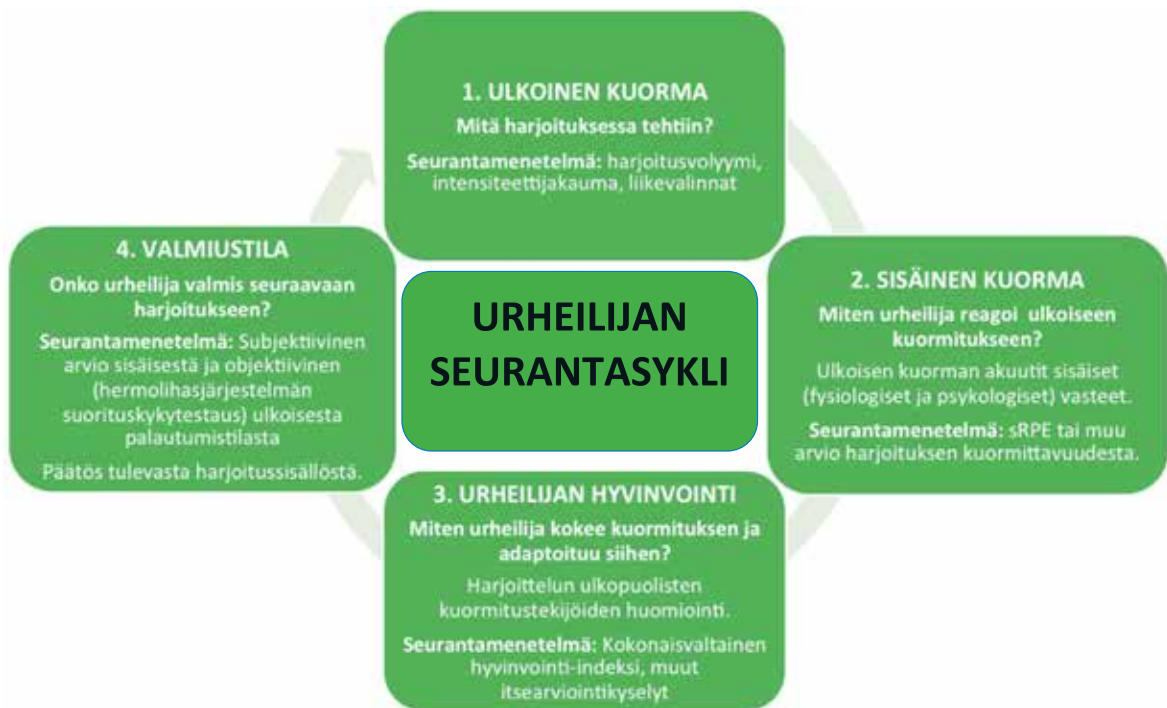 1. ULKOINEN KUORMA
Mitä harjoituksessa tehtiin?
Seurantamenetelmä: harjoitusvolyymi,
intensiteettijakauma, liikevalinnat
2. SISÄINEN KUORMA
Miten urheilija reagoi ulkoiseen
kuormitukseen?
Ulkoisen kuorman akuutit sisäiset
(fysiologiset ja psykologiset) vasteet.
Seurantamenetelmä: sRPE tai muu
arvio harjoituksen kuormittavuudesta.
3. URHEILIJAN HYVINVOINTI
Miten urheilija kokee kuormituksen ja
adaptoituu siihen?
Harjoittelun ulkopuolisten
kuormitustekijöiden huomiointi.
Seurantamenetelmä: Kokonaisvaltainen
hyvinvointi-indeksi, muut
itsearviointikyselyt
4. VALMIUSTILA
Onko urheilija valmis seuraavaan
harjoitukseen?
Seurantamenetelmä: Subjektiivinen
arvio sisäisestä ja objektiivinen
(hermolihasjärjestelmän
suorituskykytestaus) ulkoisesta
palautumistilasta
Päätös tulevasta harjoitussisällöstä.
URHEILIJAN
SEURANTASYKLI